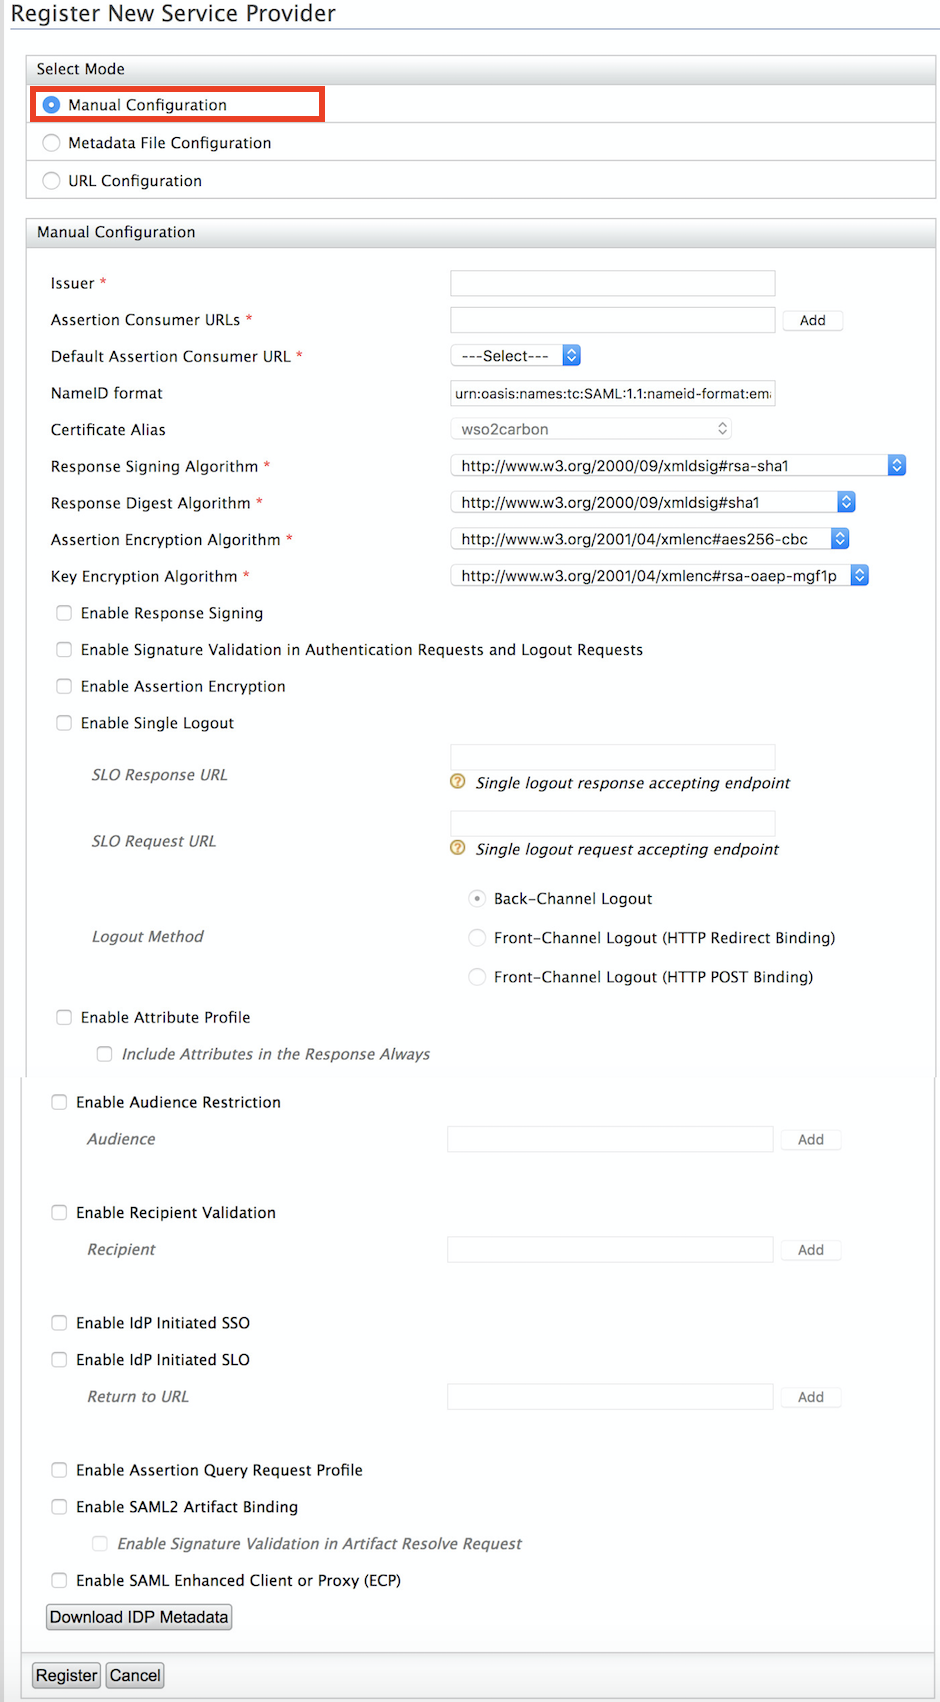 Register New Service Provider
Select Mode
Manual Configuration
Metadata File Configuration
URL Configuration
Manual Configuration
Issuer *
Assertion Consumer URLs * Add
Default Assertion Consumer URL * ---Select---
NameID format urn:oasis:names:tc:SAML:1.1:nameid-format:ema
Certificate Alias wso2carbon
Response Signing Algorithm * http://www.w3.org/2000/09/xmldsig#rsa-sha1
Response Digest Algorithm * http://www.w3.org/2000/09/xmldsig#sha1
Assertion Encryption Algorithm * http://www.w3.org/2001/04/xmlenc#aes256-cbc
Key Encryption Algorithm * http://www.w3.org/2001/04/xmlenc#rsa-oaep-mgf1p
Enable Response Signing
Enable Signature Validation in Authentication Requests and Logout Requests
Enable Assertion Encryption
Enable Single Logout
SLO Response URL
? Single logout response accepting endpoint
SLO Request URL
? Single logout request accepting endpoint
Back-Channel Logout
Logout Method Front-Channel Logout (HTTP Redirect Binding)
Front-Channel Logout (HTTP POST Binding)
Enable Attribute Profile
Include Attributes in the Response Always
Enable Audience Restriction
Audience Add
Enable Recipient Validation
Recipient Add
Enable IdP Initiated SSO
Enable IdP Initiated SLO
Return to URL Add
Enable Assertion Query Request Profile
Enable SAML2 Artifact Binding
Enable Signature Validation in Artifact Resolve Request
Enable SAML Enhanced Client or Proxy (ECP)
Download IDP Metadata
Register Cancel